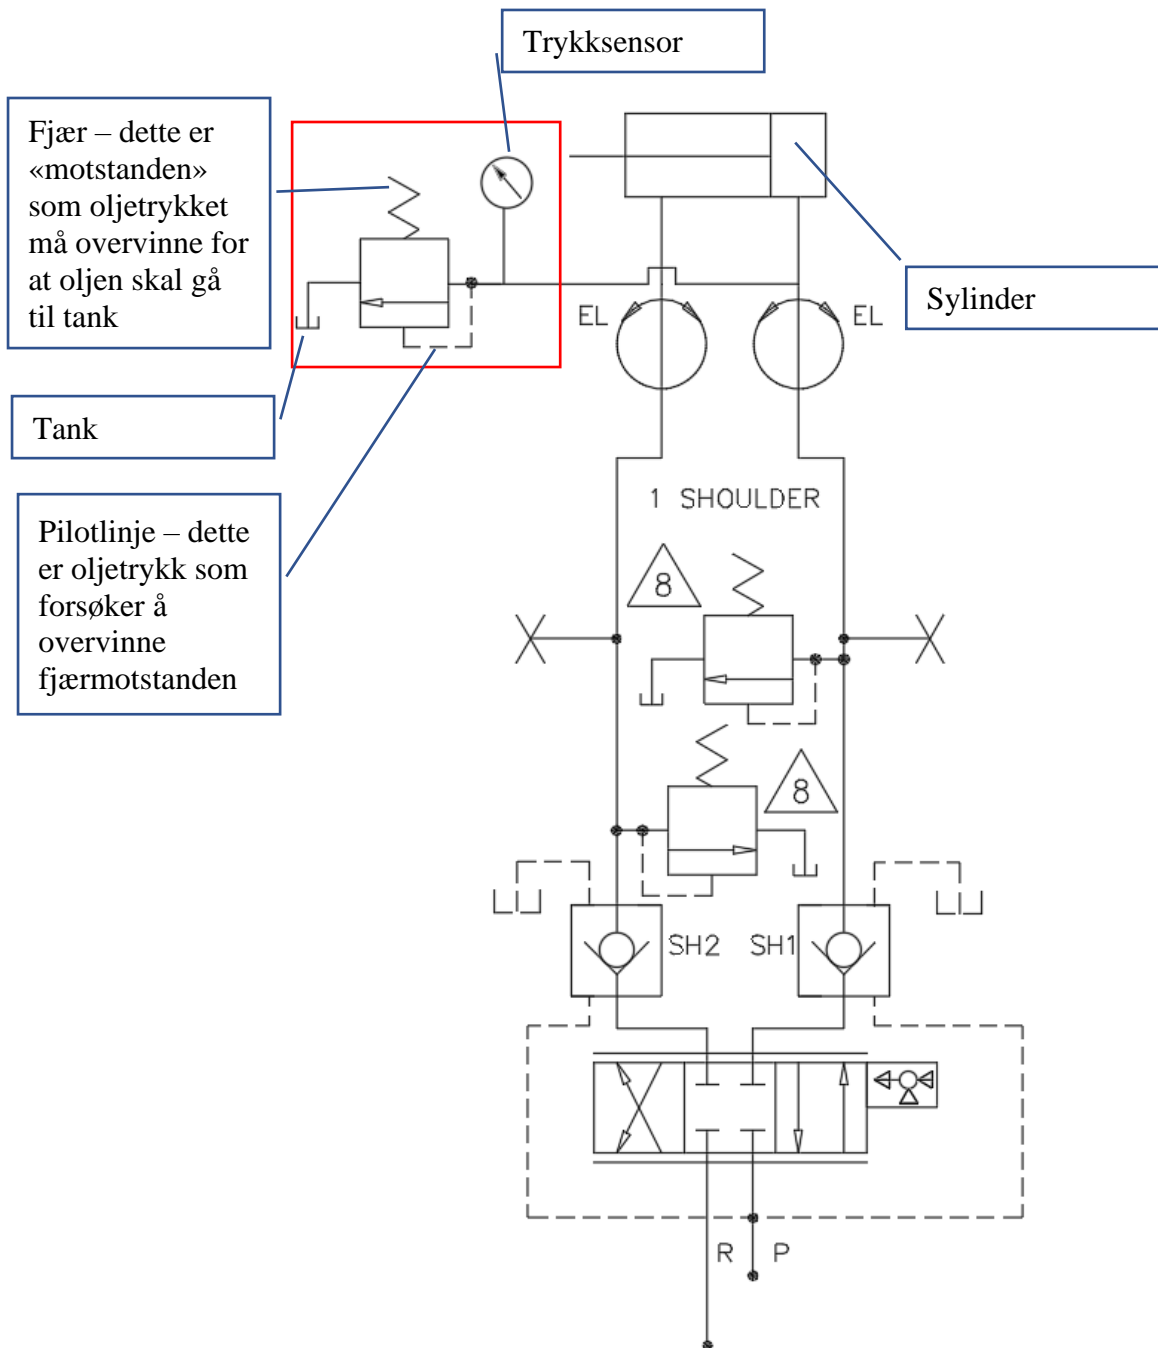 Trykksensor
Fjær – dette er
«motstanden»
som oljetrykket
må overvinne for
at oljen skal gå
til tank
Sylinder
EL
EL
Tank
1 SHOULDER
Pilotlinje – dette
er oljetrykk som
forsøker å
overvinne
fjærmotstanden
8
8
SH2
SH1
R
P